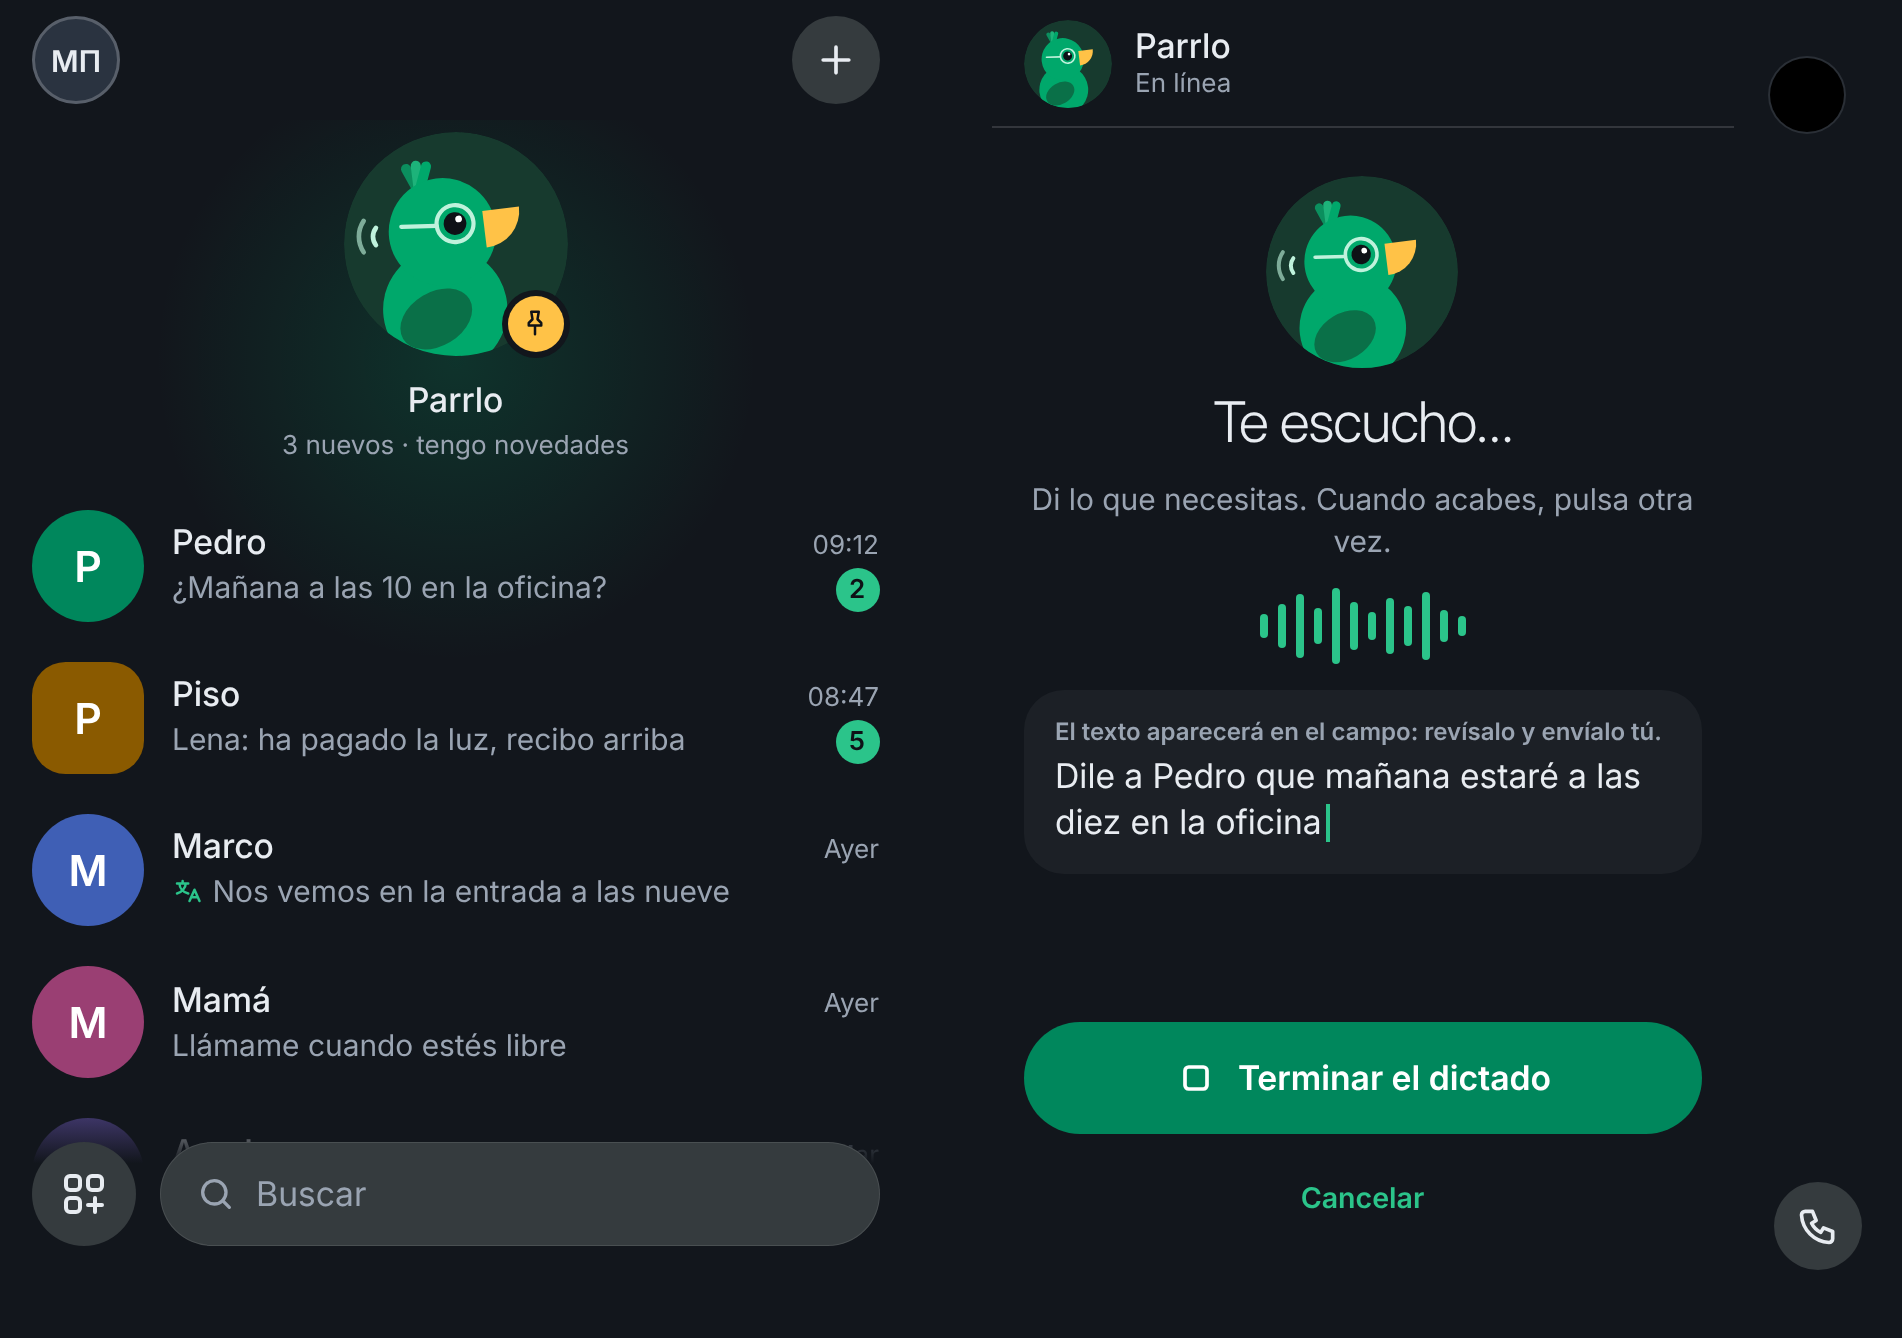 МП
Parrlo
3 nuevos · tengo novedades
Pedro
09:12
¿Mañana a las 10 en la oficina?
2
P
Piso
08:47
Lena: ha pagado la luz, recibo arriba
5
P
Marco
Ayer
Nos vemos en la entrada a las nueve
M
Mamá
Ayer
Llámame cuando estés libre
M
Buscar
Parrlo
En línea
Te escucho...
Di lo que necesitas. Cuando acabes, pulsa otra
vez.
El texto aparecerá en el campo: revísalo y envíalo tú.
Dile a Pedro que mañana estaré a las
diez en la oficina
Terminar el dictado
Cancelar